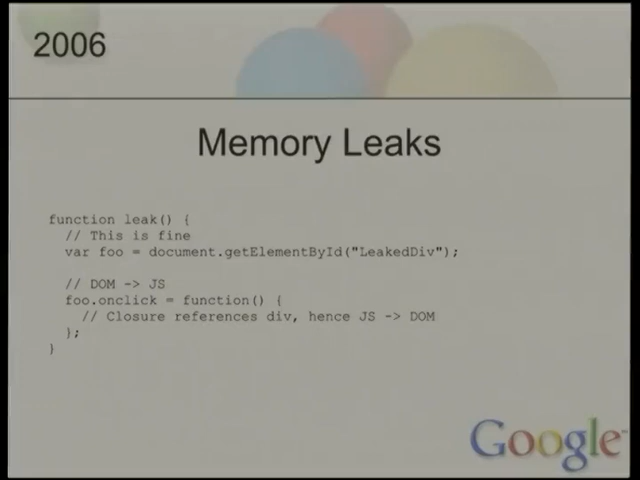 2006
Memory Leaks
function leak() {
// This is fine
var foo = document.getElementById("LeakedDiv");
// DOM -> JS
foo.onclick = function() {
// Closure references div, hence JS -> DOM
};
}
Google